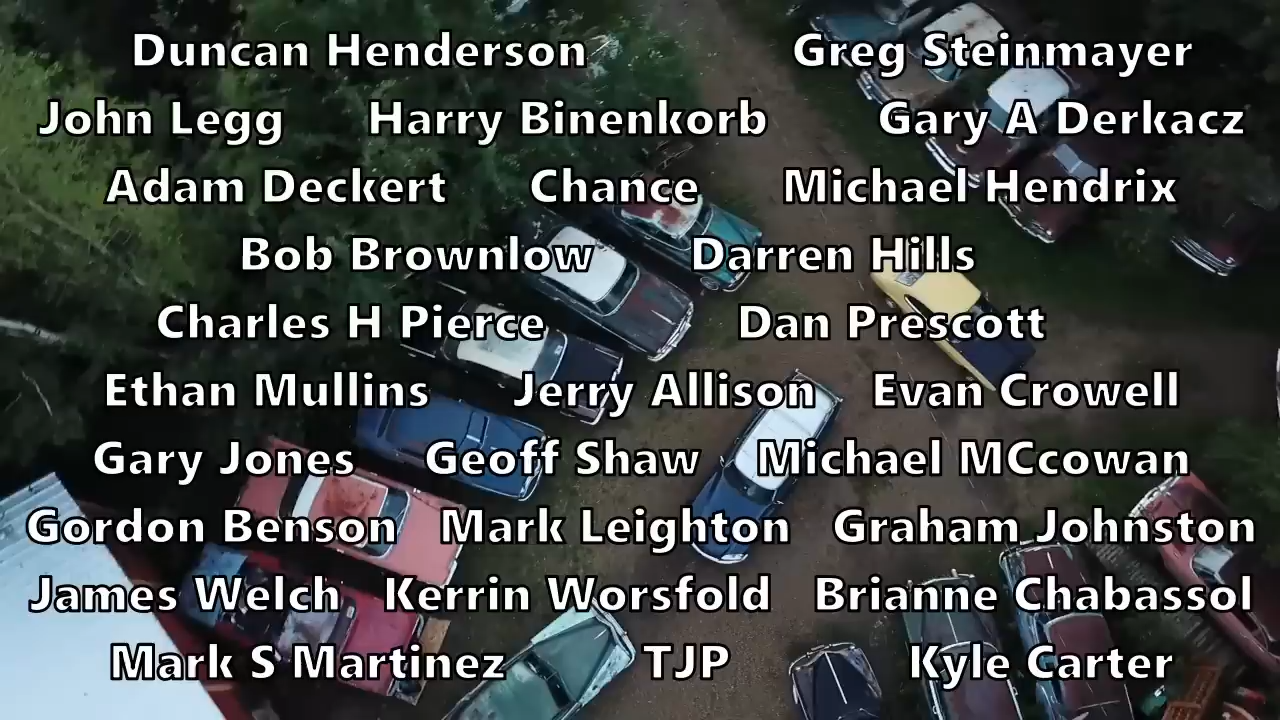 Duncan Henderson Greg Steinmayer
John Legg Harry Binenkorb Gary A Derkacz
Adam Deckert Chance Michael Hendrix
Bob Brownlow Darren Hills
Charles H Pierce Dan Prescott
Ethan Mullins Jerry Allison Evan Crowell
Gary Jones Geoff Shaw Michael MCcowan
Gordon Benson Mark Leighton Graham Johnston
James Welch Kerrin Worsfold Brianne Chabassol
Mark S Martinez TJP Kyle Carter